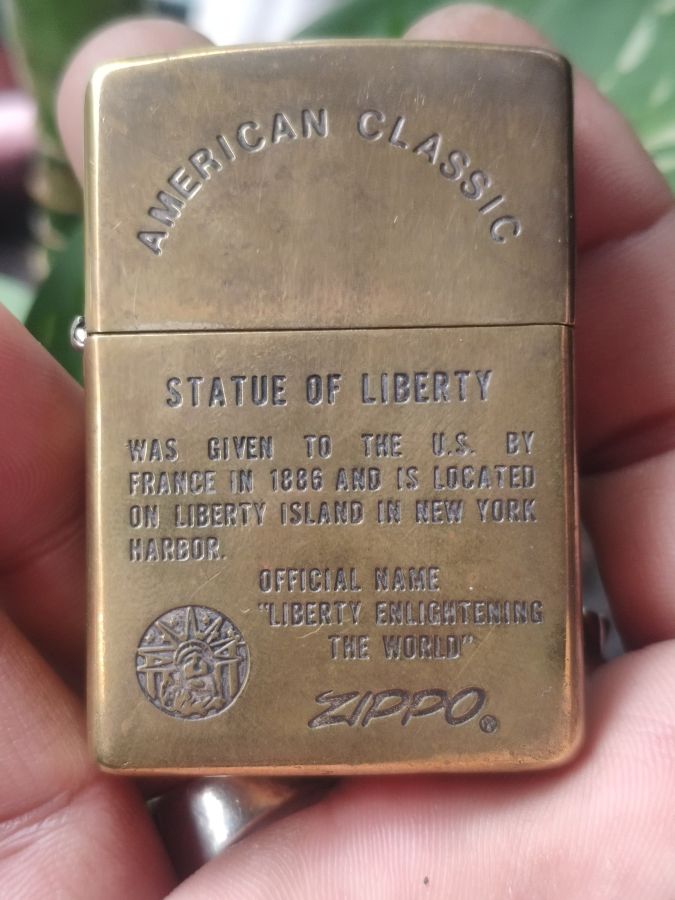 AMERICAN CLASSIC
STATUE OF LIBERTY
WAS GIVEN TO THE U.S. BY
FRANCE IN 1886 AND IS LOCATED
ON LIBERTY ISLAND IN NEW YORK
HARBOR.
OFFICIAL NAME
"LIBERTY ENLIGHTENING
THE WORLD"
ZIPPO®